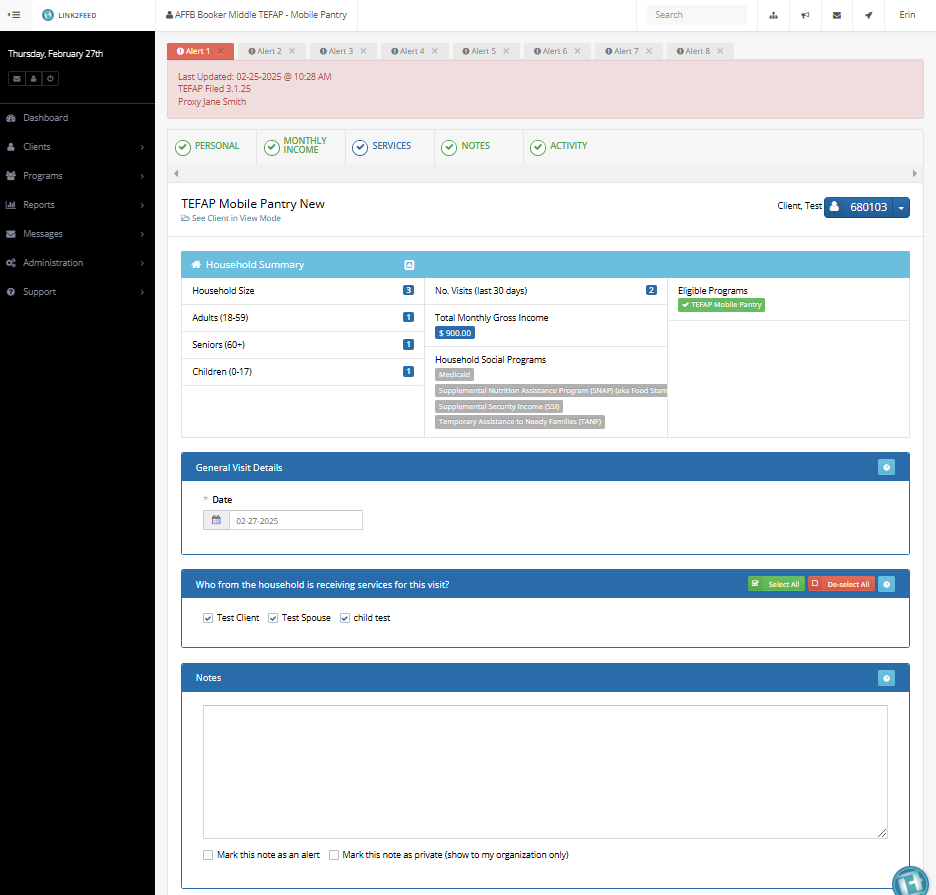 LINK2FEED
AFFB Booker Middle TEFAP - Mobile Pantry
Search
Erin
Thursday, February 27th
Dashboard
Clients
Programs
Reports
Messages
Administration
Support
Alert 1 ×
Alert 2 ×
Alert 3 ×
Alert 4 ×
Alert 5 ×
Alert 6 ×
Alert 7 ×
Alert 8 ×
Last Updated: 02-25-2025 @ 10:28 AM
TEFAP Filed 3.1.25
Proxy Jane Smith
PERSONAL
MONTHLY
INCOME
SERVICES
NOTES
ACTIVITY
TEFAP Mobile Pantry New
See Client in View Mode
Client, Test
680103
Household Summary
Household Size 3
Adults (18-59) 1
Seniors (60+) 1
Children (0-17) 1
No. Visits (last 30 days) 2
Total Monthly Gross Income
$ 900.00
Household Social Programs
Medicaid
Supplemental Nutrition Assistance Program (SNAP) (aka Food Stam
Supplemental Security Income (SSI)
Temporary Assistance to Needy Families (TANF)
Eligible Programs
TEFAP Mobile Pantry
General Visit Details
* Date
02-27-2025
Who from the household is receiving services for this visit?
Select All
De-select All
Test Client
Test Spouse
child test
Notes
Mark this note as an alert
Mark this note as private (show to my organization only)